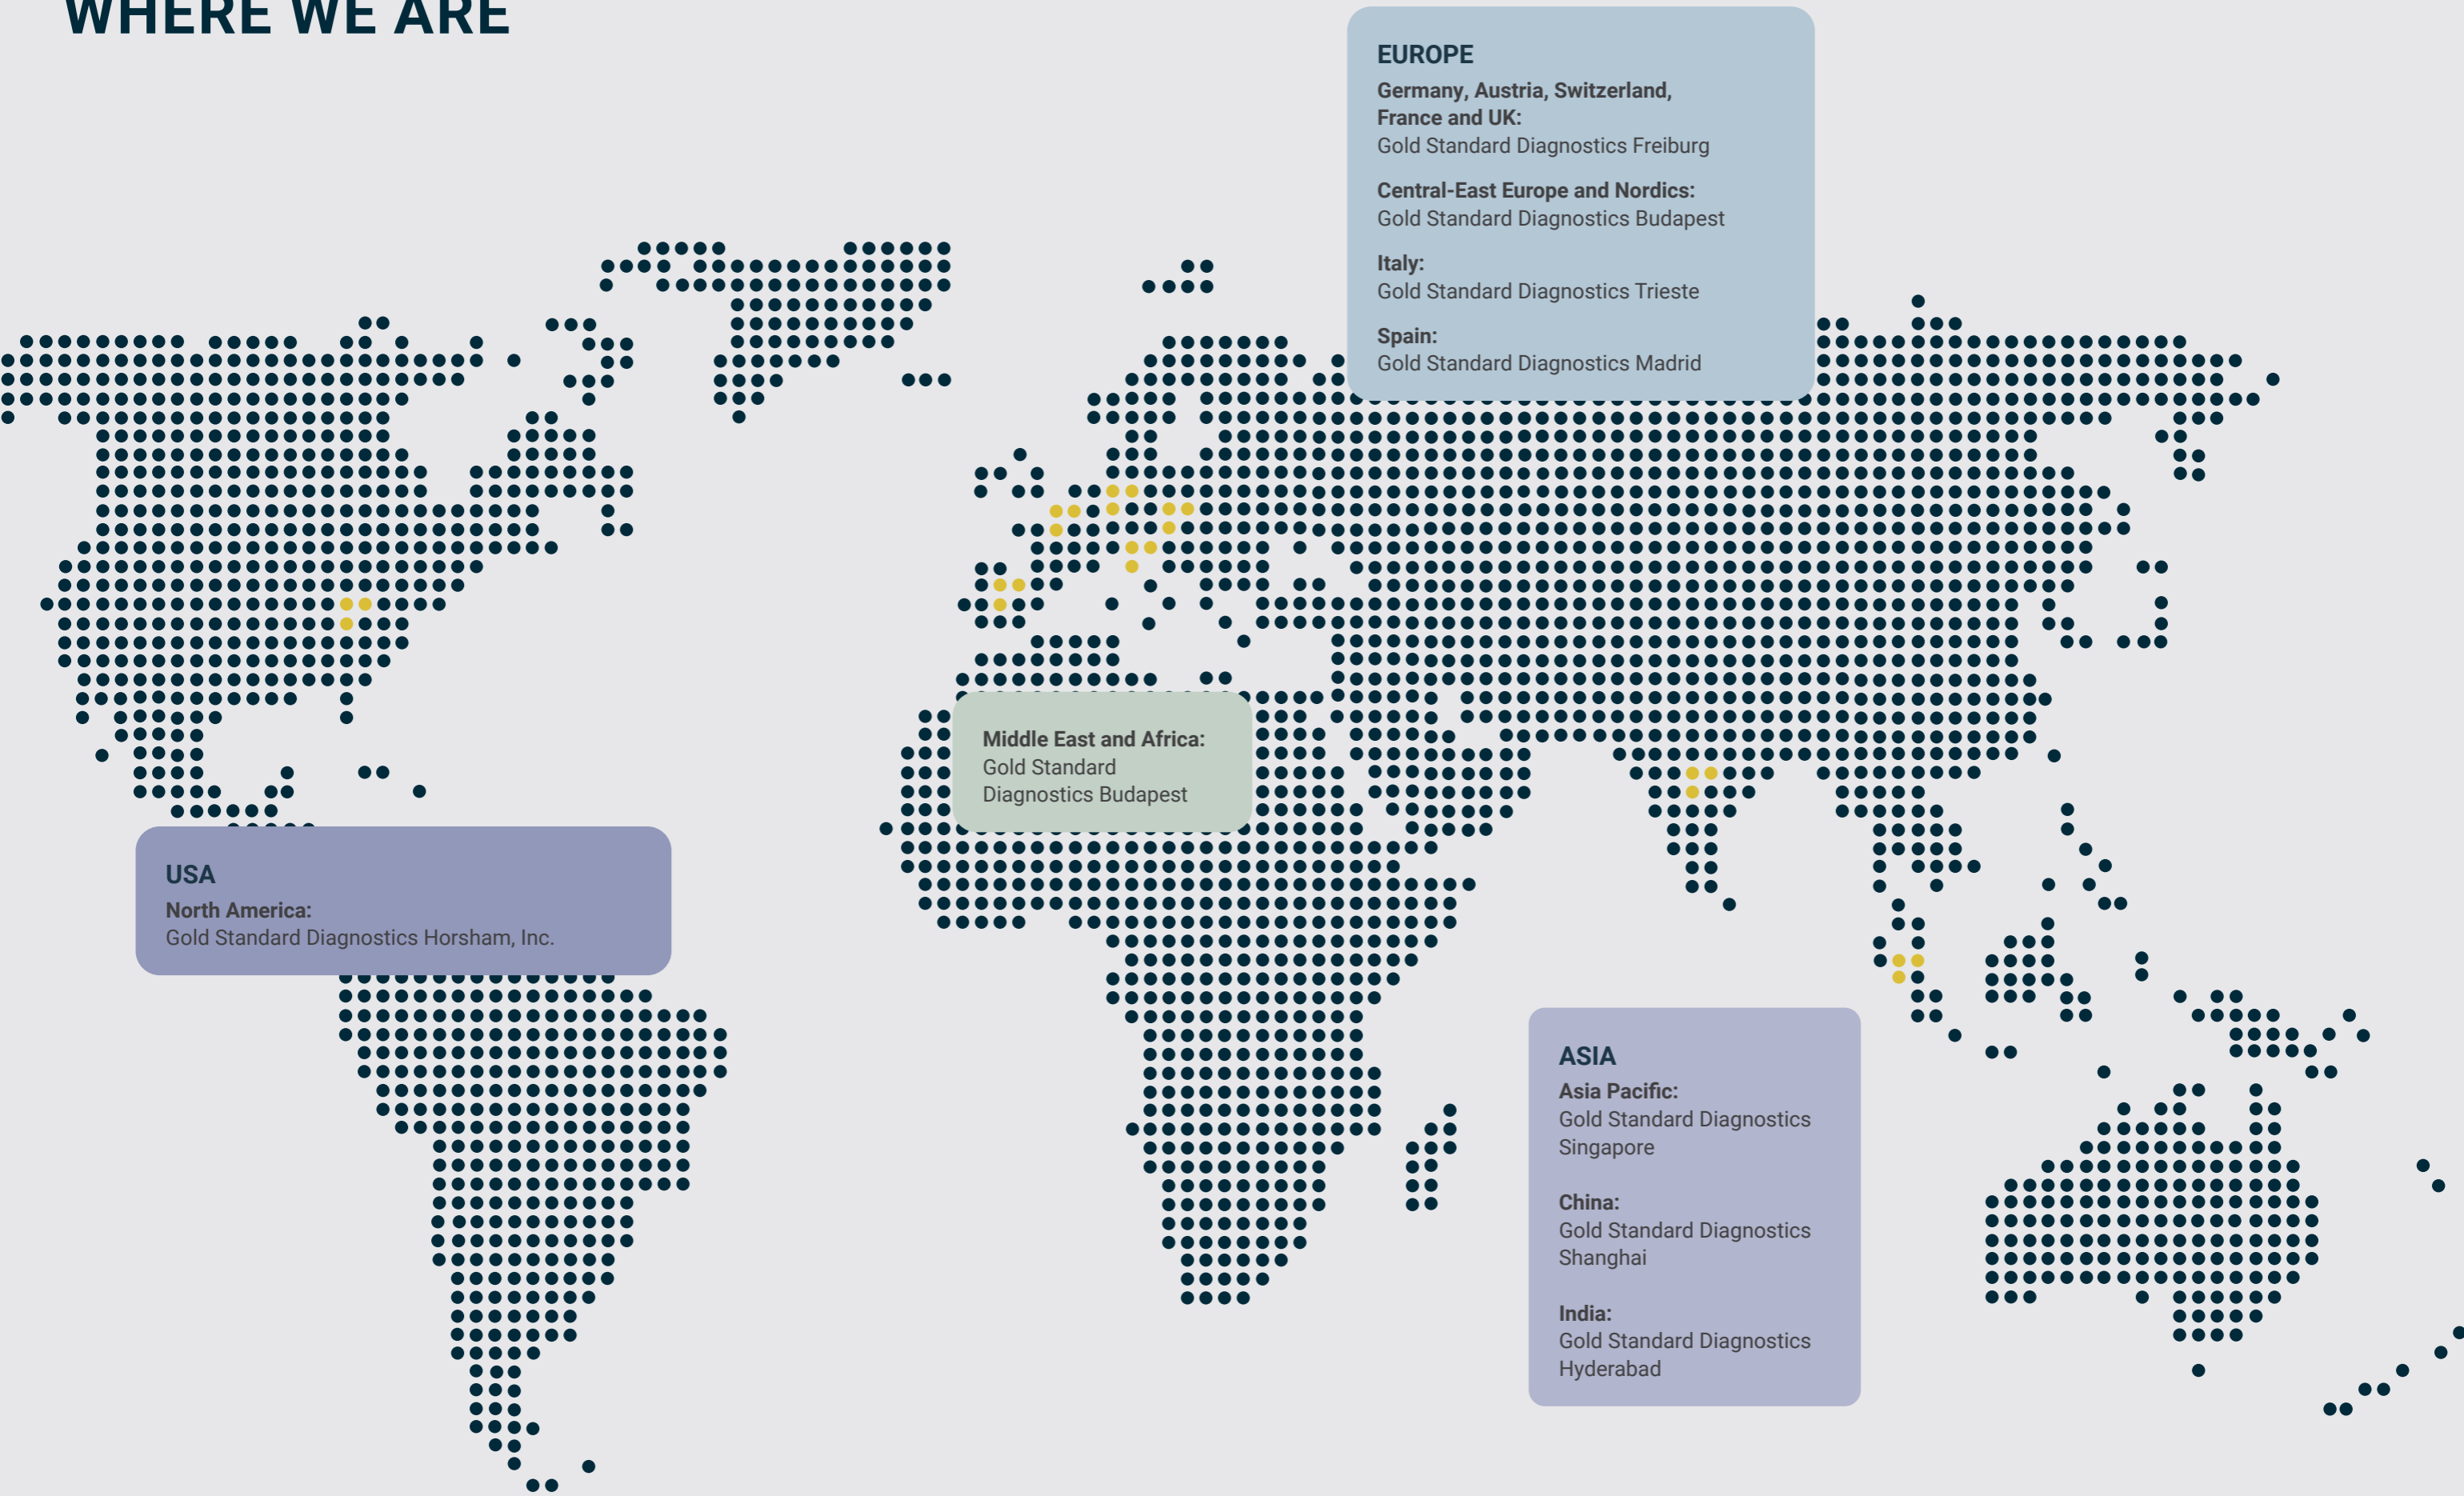 WHERE WE ARE
EUROPE
Germany, Austria, Switzerland,
France and UK:
Gold Standard Diagnostics Freiburg
Central-East Europe and Nordics:
Gold Standard Diagnostics Budapest
Italy:
Gold Standard Diagnostics Trieste
Spain:
Gold Standard Diagnostics Madrid
Middle East and Africa:
Gold Standard
Diagnostics Budapest
USA
North America:
Gold Standard Diagnostics Horsham, Inc.
ASIA
Asia Pacific:
Gold Standard Diagnostics
Singapore
China:
Gold Standard Diagnostics
Shanghai
India:
Gold Standard Diagnostics
Hyderabad